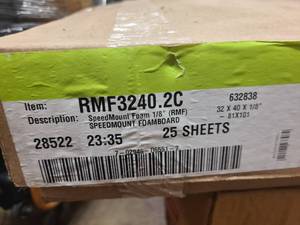 Item: RMF3240.2C 632838
Description: SpeedMount Foam 1/8" (RMF) 32 X 40 X 1/8"
SPEEDMOUNT FOAMBOARD - 81X101
28522 23:35 25 SHEETS